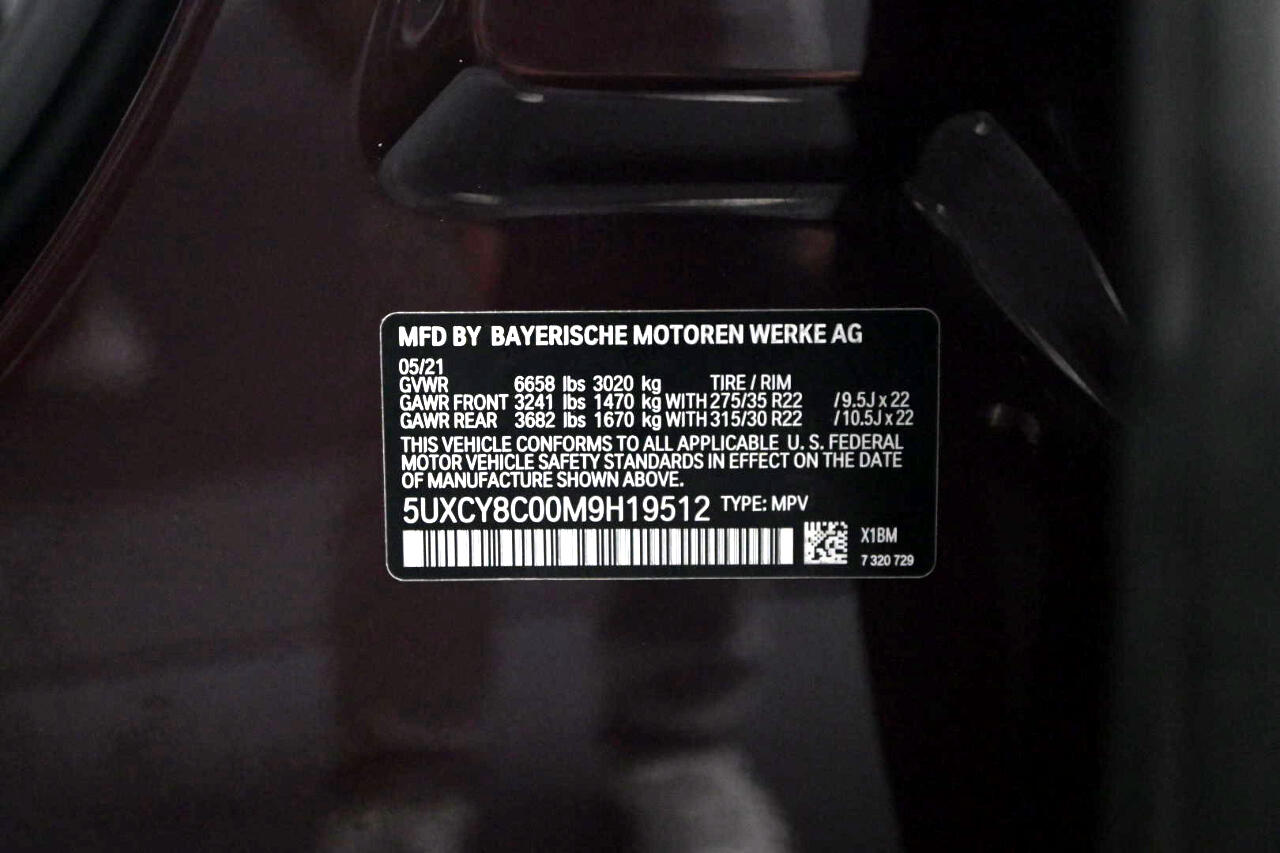 MFD BY BAYERISCHE MOTOREN WERKE AG
05/21
GVWR 6658 lbs 3020 kg TIRE / RIM
GAWR FRONT 3241 lbs 1470 kg WITH 275/35 R22 / 9.5J x 22
GAWR REAR 3682 lbs 1670 kg WITH 315/30 R22 / 10.5J x 22
THIS VEHICLE CONFORMS TO ALL APPLICABLE U. S. FEDERAL
MOTOR VEHICLE SAFETY STANDARDS IN EFFECT ON THE DATE
OF MANUFACTURE SHOWN ABOVE.
5UXCY8C00M9H19512 TYPE: MPV
X1BM
7 320 729